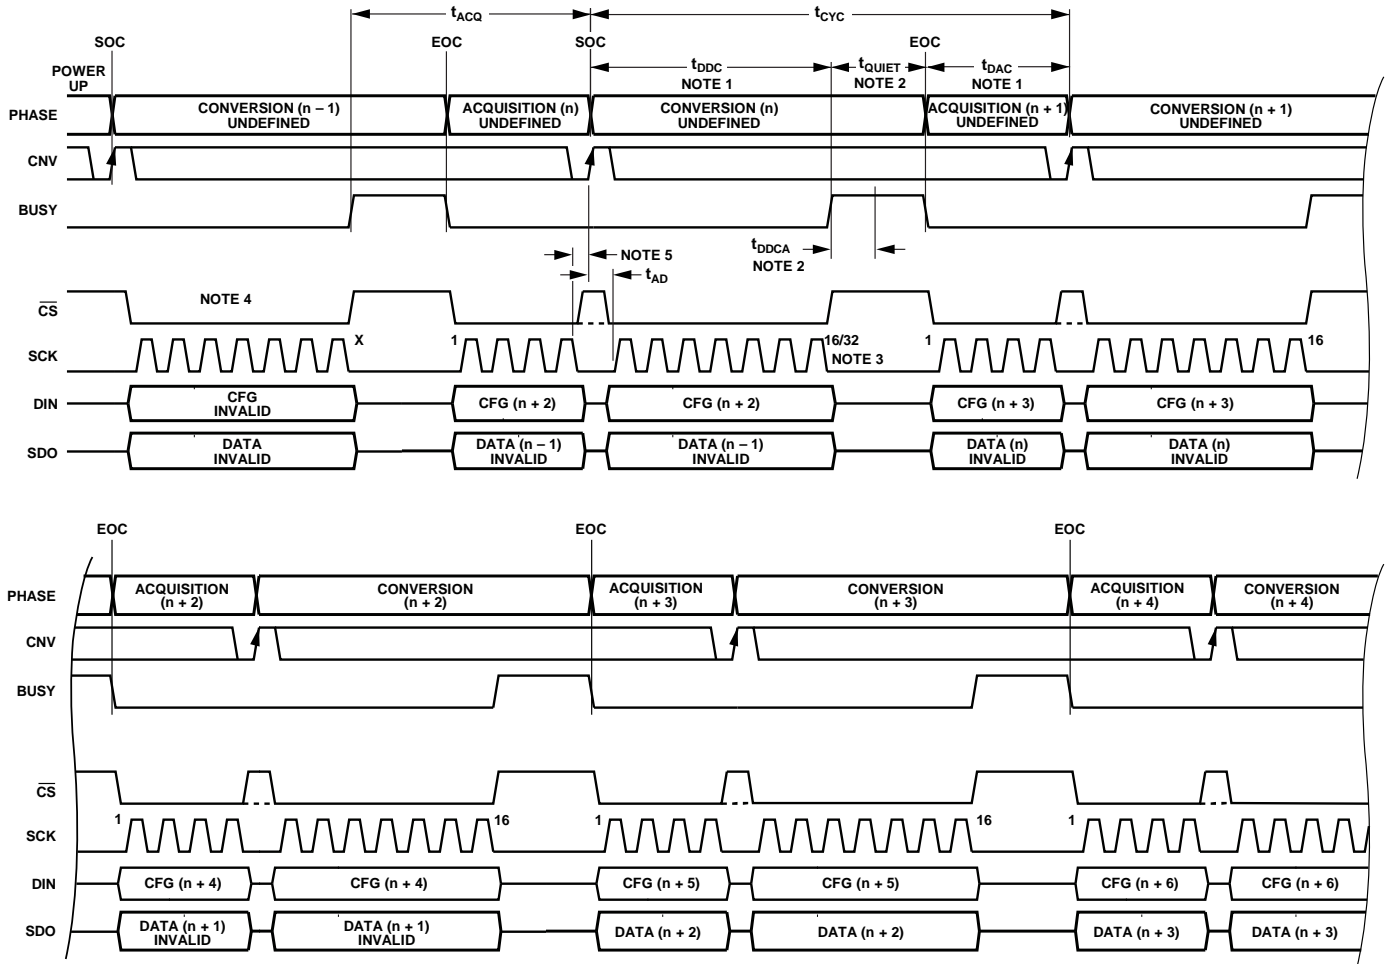 tACQ
tCYC
SOC
EOC
SOC
EOC
POWER
UP
tDDC
NOTE 1
tQUIET
NOTE 2
tDAC
NOTE 1
PHASE
CONVERSION (n – 1)
UNDEFINED
ACQUISITION (n)
UNDEFINED
CONVERSION (n)
UNDEFINED
ACQUISITION (n + 1)
UNDEFINED
CONVERSION (n + 1)
UNDEFINED
CNV
BUSY
NOTE 5
tAD
tDDCA
NOTE 2
CS
NOTE 4
SCK
X
1
16/32
NOTE 3
1
16
DIN
CFG
INVALID
CFG (n + 2)
CFG (n + 2)
CFG (n + 3)
CFG (n + 3)
SDO
DATA
INVALID
DATA (n – 1)
INVALID
DATA (n – 1)
INVALID
DATA (n)
INVALID
DATA (n)
INVALID
EOC
EOC
EOC
PHASE
ACQUISITION
(n + 2)
CONVERSION
(n + 2)
ACQUISITION
(n + 3)
CONVERSION
(n + 3)
ACQUISITION
(n + 4)
CONVERSION
(n + 4)
CNV
BUSY
CS
SCK
1
16
1
16
1
DIN
CFG (n + 4)
CFG (n + 4)
CFG (n + 5)
CFG (n + 5)
CFG (n + 6)
CFG (n + 6)
SDO
DATA (n + 1)
INVALID
DATA (n + 1)
INVALID
DATA (n + 2)
DATA (n + 2)
DATA (n + 3)
DATA (n + 3)